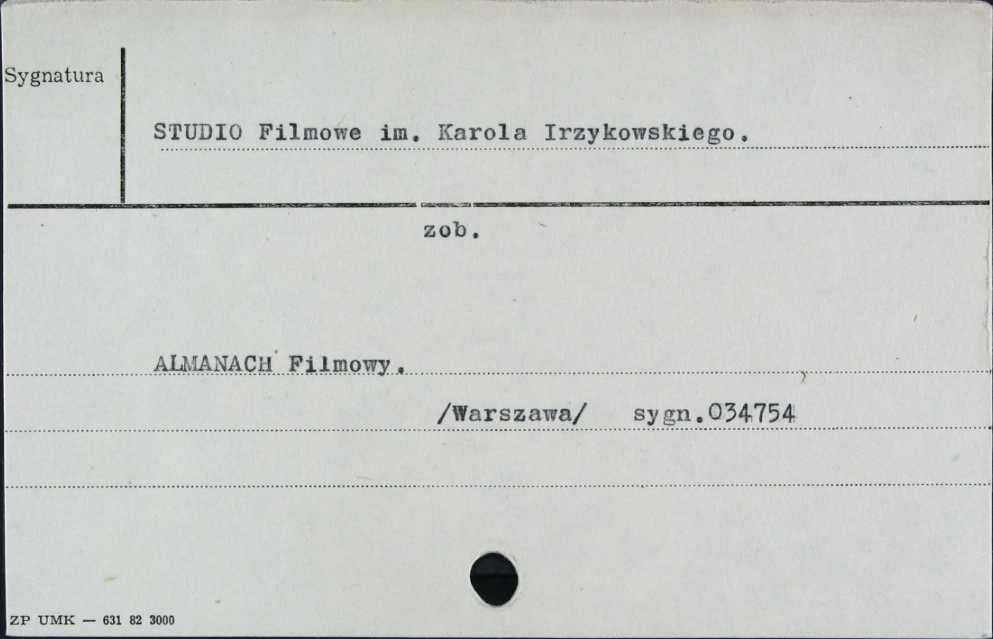 Sygnatura
STUDIO Filmowe im. Karola Irzykowskiego.
zob.
ALMANACH Filmowy.
/Warszawa/ sygn.034754
ZP UMK — 631 82 3000